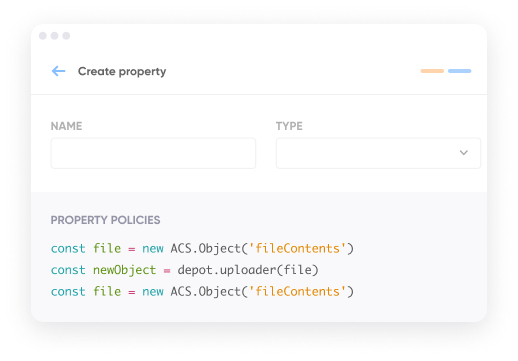 Create property
NAME TYPE
PROPERTY POLICIES
const file = new ACS.Object('fileContents')
const newObject = depot.uploader(file)
const file = new ACS.Object('fileContents')